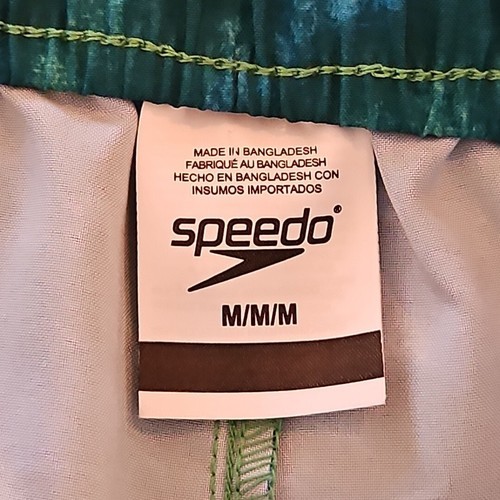 MADE IN BANGLADESH
FABRIQUÉ AU BANGLADESH
HECHO EN BANGLADESH CON
INSUMOS IMPORTADOS
speedo®
M/M/M